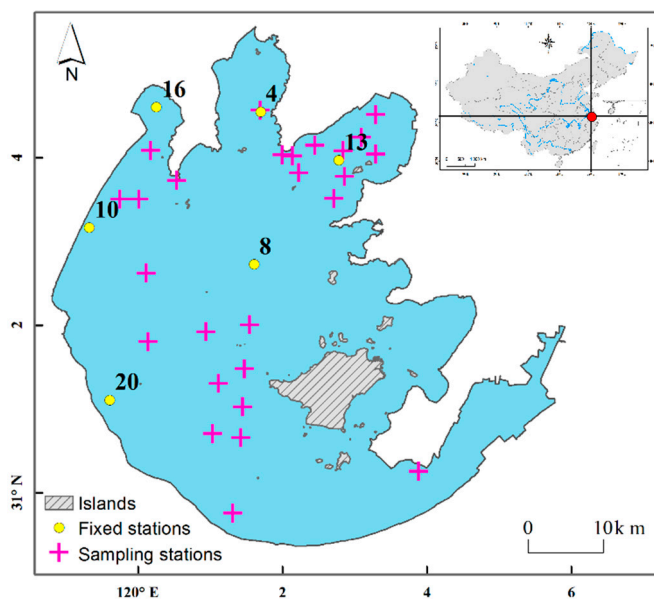 N
16
4
13
4
10
8
2
20
31° N
Islands
Fixed stations
Sampling stations
0 10k m
120° E 2 4 6